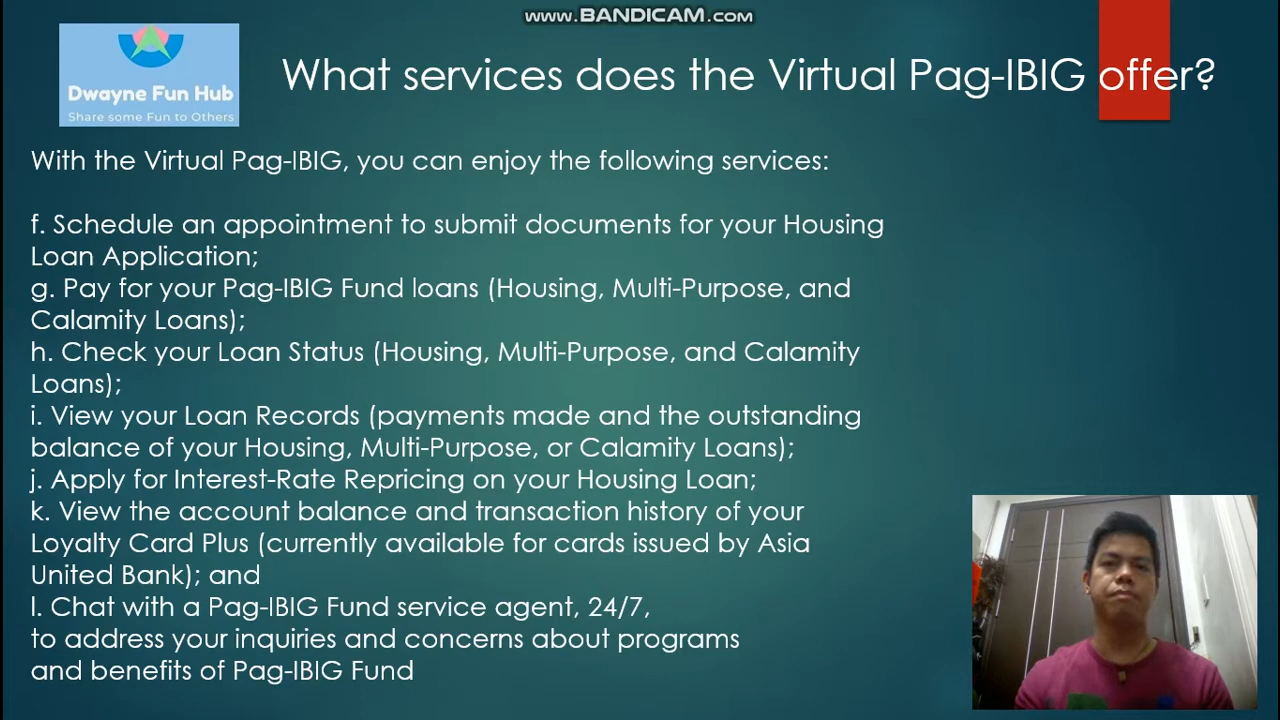 www.BANDICAM.com
Dwayne Fun Hub
Share some Fun to Others
What services does the Virtual Pag-IBIG offer?
With the Virtual Pag-IBIG, you can enjoy the following services:
f. Schedule an appointment to submit documents for your Housing
Loan Application;
g. Pay for your Pag-IBIG Fund loans (Housing, Multi-Purpose, and
Calamity Loans);
h. Check your Loan Status (Housing, Multi-Purpose, and Calamity
Loans);
i. View your Loan Records (payments made and the outstanding
balance of your Housing, Multi-Purpose, or Calamity Loans);
j. Apply for Interest-Rate Repricing on your Housing Loan;
k. View the account balance and transaction history of your
Loyalty Card Plus (currently available for cards issued by Asia
United Bank); and
l. Chat with a Pag-IBIG Fund service agent, 24/7,
to address your inquiries and concerns about programs
and benefits of Pag-IBIG Fund